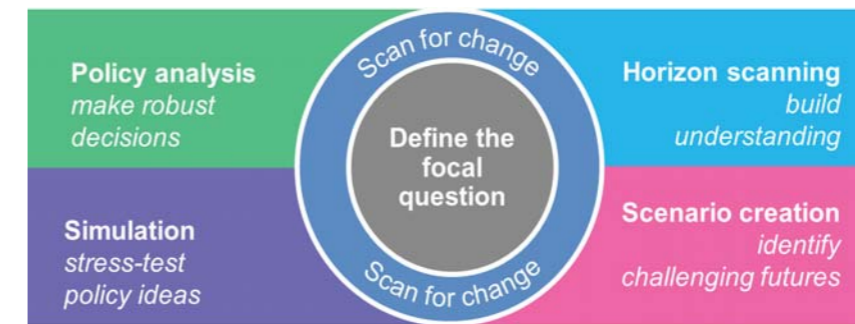 Policy analysis
make robust
decisions
Scan for change
Horizon scanning
build
understanding
Define the
focal
question
Simulation
stress-test
policy ideas
Scan for change
Scenario creation
identify
challenging futures